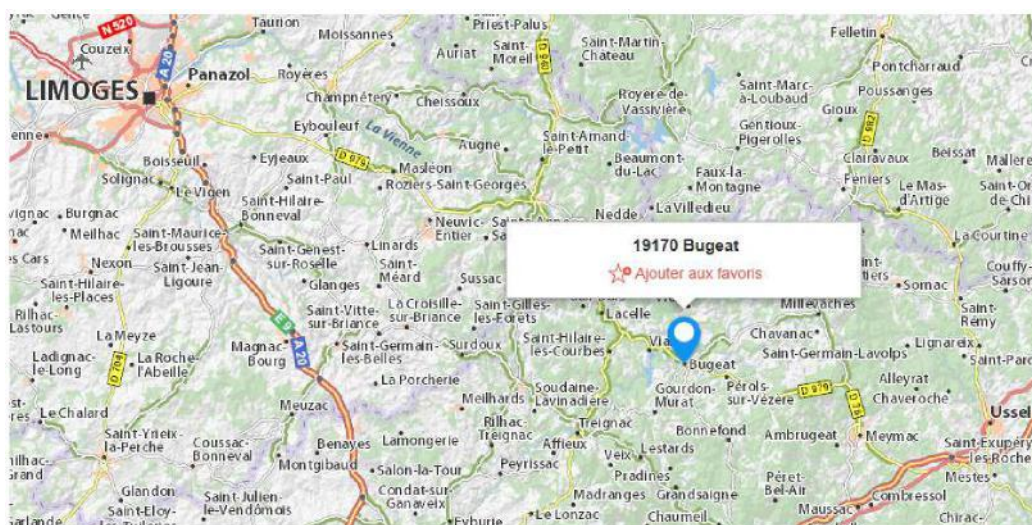 Gence
N 520
Couzeix
A 20
Panazol
LIMOGES
Royères
Taurion
Moissannes
Champnétery
Cheissoux
Auriat
Saint-
Moreil
Priest-Palus
Saint-Martin
Château
Royère-de-
Vassivière
Saint-Marc-
à-Loubaud
Gentioux-
Pigerolles
Felletin
Pontcharraud
Poussanges
Gioux
D 982
Clairavaux
Beissat
Feniers
Le Mas-
d'Artige
La Courtine
Eybouleuf
La Vienne
D 979
Augne
Saint-Amand-
le-Petit
Beaumont-
du-Lac
Faux-la-
Montagne
La Villedieu
Nedde
Boisseuil
Eyjeaux
Masléon
Solignac
Le Vigen
Saint-Paul
Roziers-Saint-Georges
Saint-Hilaire-
Bonneval
Neuvic-
Entier
Burgnac
Meilhac
Saint-Maurice-
les-Brousses
Saint-Genest-
sur-Roselle
Linards
Saint-
Méard
Nexon
Saint-Jean-
Ligoure
Glanges
Sussac
19170 Bugeat
Ajouter aux favoris
Saint-Hilaire-
les-Places
Rilhac-
Lastours
La Meyze
E 9
A 20
Magnac-
Bourg
Saint-Vitte-
sur-Briance
La Croisille-
sur-Briance
Saint-Gilles-
les-Forêts
Lacelle
Millevaches
Sornac
Couffy-
Sarson
Saint-
Rémy
Ladignac-
le-Long
D 704
La Roche-
l'Abeille
Saint-Germain-
les-Belles
Surdoux
Saint-Hilaire-
les-Courbes
Bugeat
Chavanac
Saint-Germain-Lavolps
Lignareix
La Porcherie
Soudaine-
Lavinadière
Gourdon-
Murat
Pérols-
sur-Vézère
D 979
Alleyrat
Chaveroche
Meuzac
Meilhards
Le Chalard
Saint-Yrieix-
la-Perche
Coussac-
Bonneval
Benayes
Montgibaud
Lamongerie
Rilhac-
Treignac
Treignac
Affieux
Bonnefond
Ambrugeat
Meymac
Ussel
Saint-Exupéry-
les-Roches
Salon-la-Tour
Peyrissac
Veix
Lestards
Pradines
Péret-
Bel-Air
Mestes
Glandon
Saint-Éloy-
Saint-Julien-
le-Vendômois
Condat-sur-
Ganaveix
Madranges
Grandsaigne
Maussac
Combressol
Eyburie
Le Lonzac
Chaumeil
Chirac-